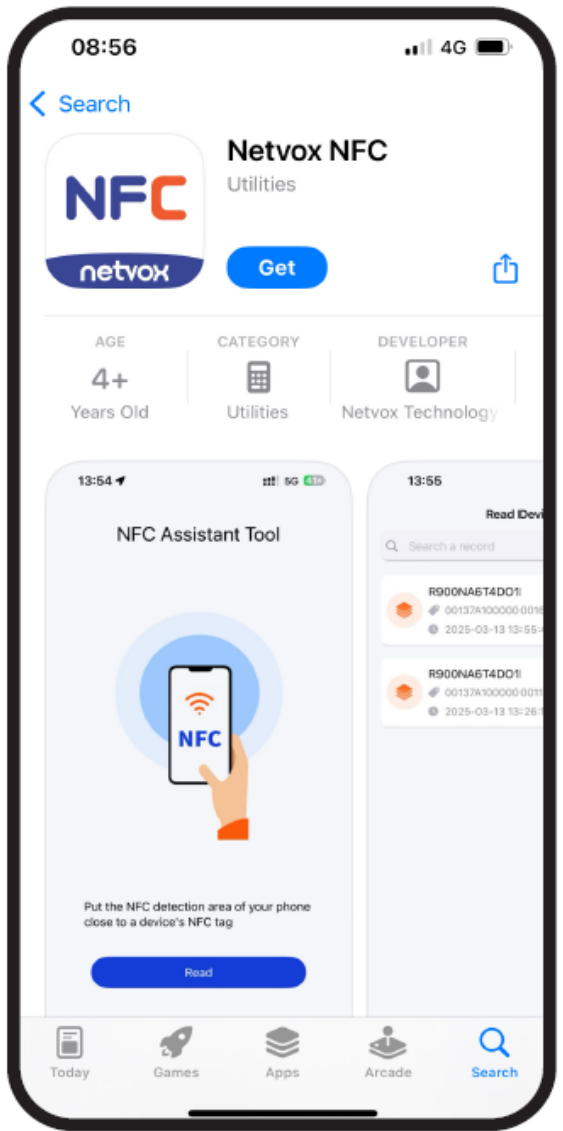 08:56
4G
Search
NFC
netvox
Netvox NFC
Utilities
Get
AGE
CATEGORY
DEVELOPER
4+
Years Old
Utilities
Netvox Technology
13:54
5G
NFC Assistant Tool
NFC
Put the NFC detection area of your phone
close to a device's NFC tag
Read
13:55
Read
Search a record
R900NA6T4DO1
2025-03-13 13:55:
R900NA6T4DO1
2025-03-13 13:26:
Today
Games
Apps
Arcade
Search